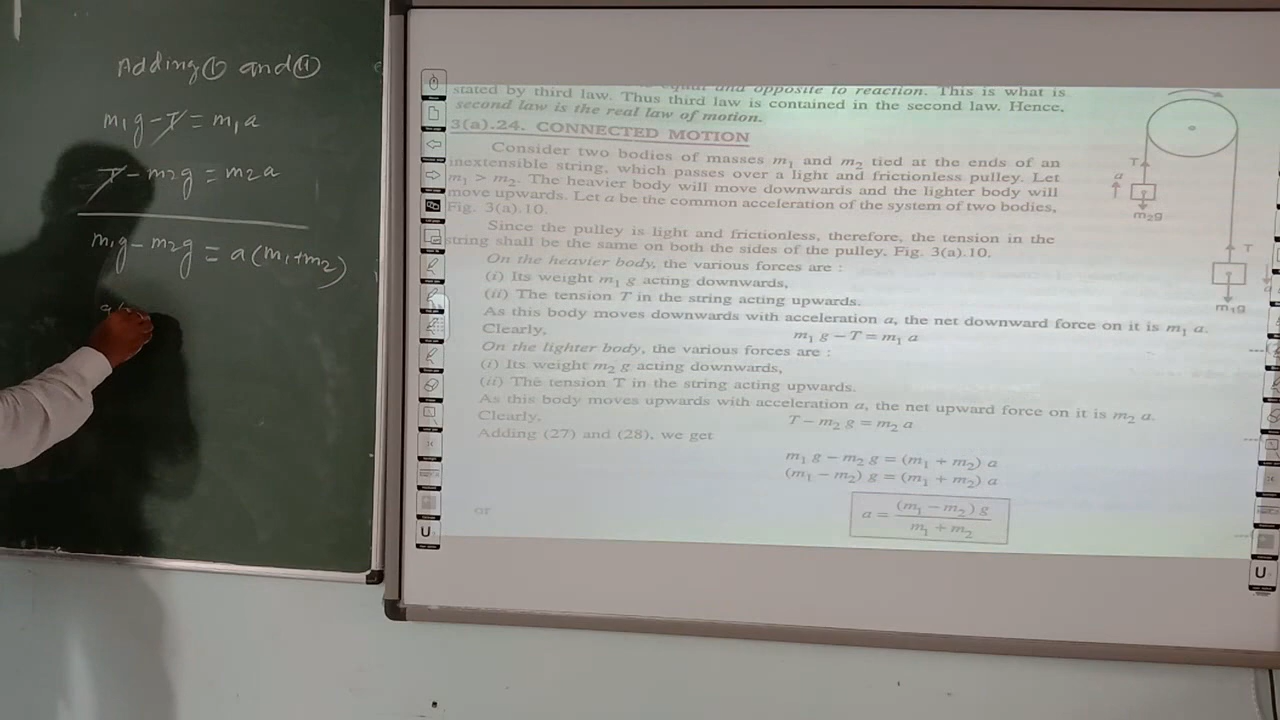 Adding ① and ⑪
m₁g - T = m₁a
T - m₂g = m₂a
m₁g - m₂g = a(m₁+m₂)
equal and opposite to reaction. This is what is
stated by third law. Thus third law is contained in the second law. Hence,
second law is the real law of motion.
3(a).24. CONNECTED MOTION
Consider two bodies of masses m₁ and m₂ tied at the ends of an
inextensible string, which passes over a light and frictionless pulley. Let
m₁ > m₂. The heavier body will move downwards and the lighter body will
move upwards. Let a be the common acceleration of the system of two bodies,
Fig. 3(a).10.
Since the pulley is light and frictionless, therefore, the tension in the
string shall be the same on both the sides of the pulley, Fig. 3(a).10.
On the heavier body, the various forces are :
(i) Its weight m₁ g acting downwards,
(ii) The tension T in the string acting upwards.
As this body moves downwards with acceleration a, the net downward force on it is m₁ a.
Clearly, m₁ g – T = m₁ a
On the lighter body, the various forces are :
(i) Its weight m₂ g acting downwards,
(ii) The tension T in the string acting upwards.
As this body moves upwards with acceleration a, the net upward force on it is m₂ a.
Clearly, T – m₂ g = m₂ a
Adding (27) and (28), we get
m₁ g – m₂ g = (m₁ + m₂) a
(m₁ – m₂) g = (m₁ + m₂) a
or a = (m₁ – m₂) g / m₁ + m₂
T
a
m₂g
T
a
m₁g
U
U